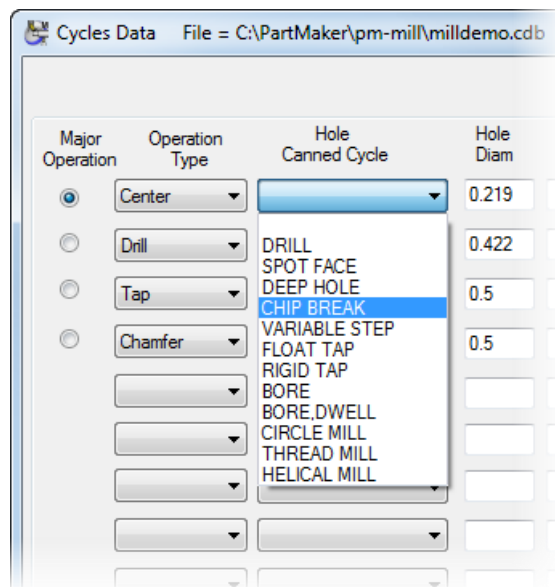 Cycles Data File = C:\PartMaker\pm-mill\milldemo.cdb
Major Operation Hole Hole
Operation Type Canned Cycle Diam
Center 0.219
Drill DRILL 0.422
SPOT FACE
Tap DEEP HOLE 0.5
CHIP BREAK
VARIABLE STEP
Chamfer FLOAT TAP 0.5
RIGID TAP
BORE
BORE,DWELL
CIRCLE MILL
THREAD MILL
HELICAL MILL